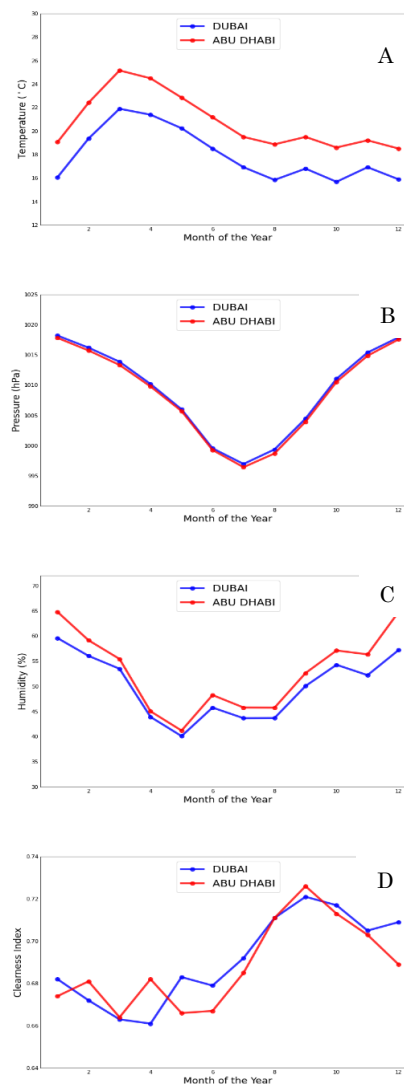 DUBAI
ABU DHABI
A
Temperature (°C)
30
28
26
24
22
20
18
16
14
12
2 4 6 8 10 12
Month of the Year
DUBAI
ABU DHABI
B
Pressure (hPa)
1025
1020
1015
1010
1005
1000
995
990
2 4 6 8 10 12
Month of the Year
DUBAI
ABU DHABI
C
Humidity (%)
70
65
60
55
50
45
40
35
30
2 4 6 8 10 12
Month of the Year
DUBAI
ABU DHABI
D
Clearness Index
0.74
0.72
0.70
0.68
0.66
0.64
2 4 6 8 10 12
Month of the Year